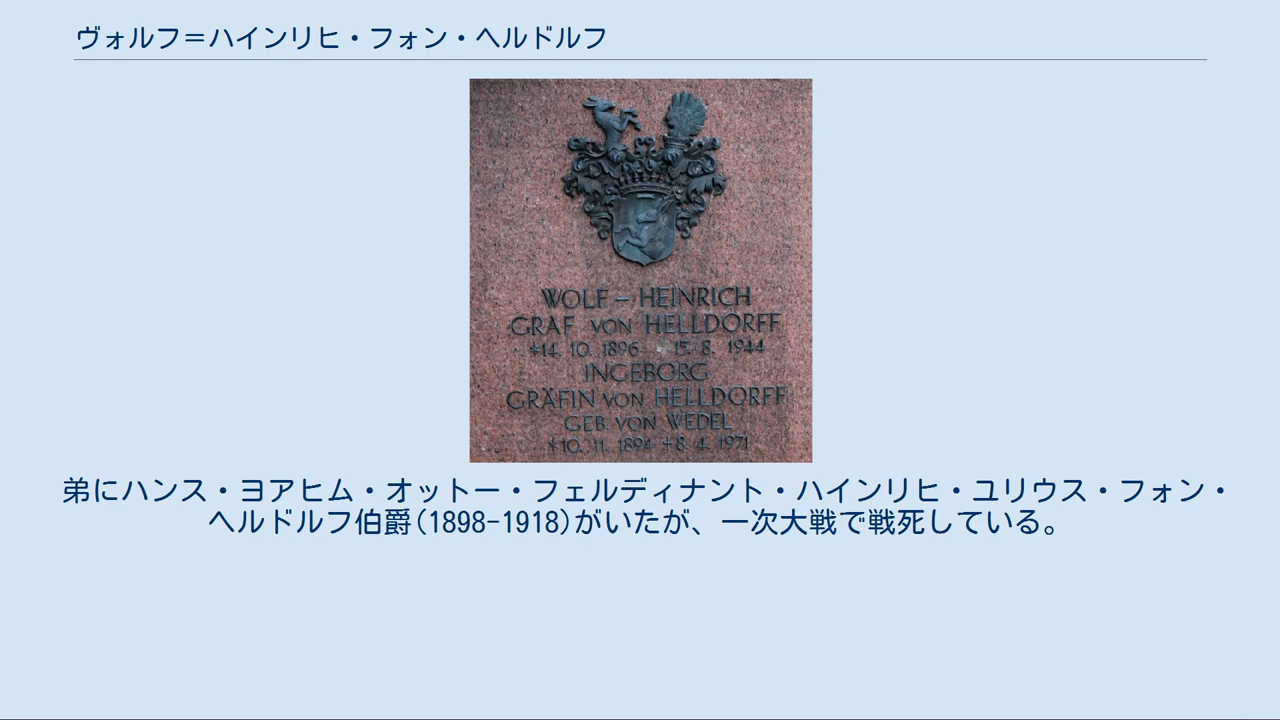 ヴォルフ＝ハインリヒ・フォン・ヘルドルフ
WOLF – HEINRICH
GRAF VON HELLDORFF
*14. 10. 1896 15. 8. 1944
INGEBORG
GRÄFIN VON HELLDORFF
GEB. VON WEDEL
*10. 11. 1894 +8. 4. 1971
弟にハンス・ヨアヒム・オットー・フェルディナント・ハインリヒ・ユリウス・フォン・
ヘルドルフ伯爵(1898-1918)がいたが、一次大戦で戦死している。